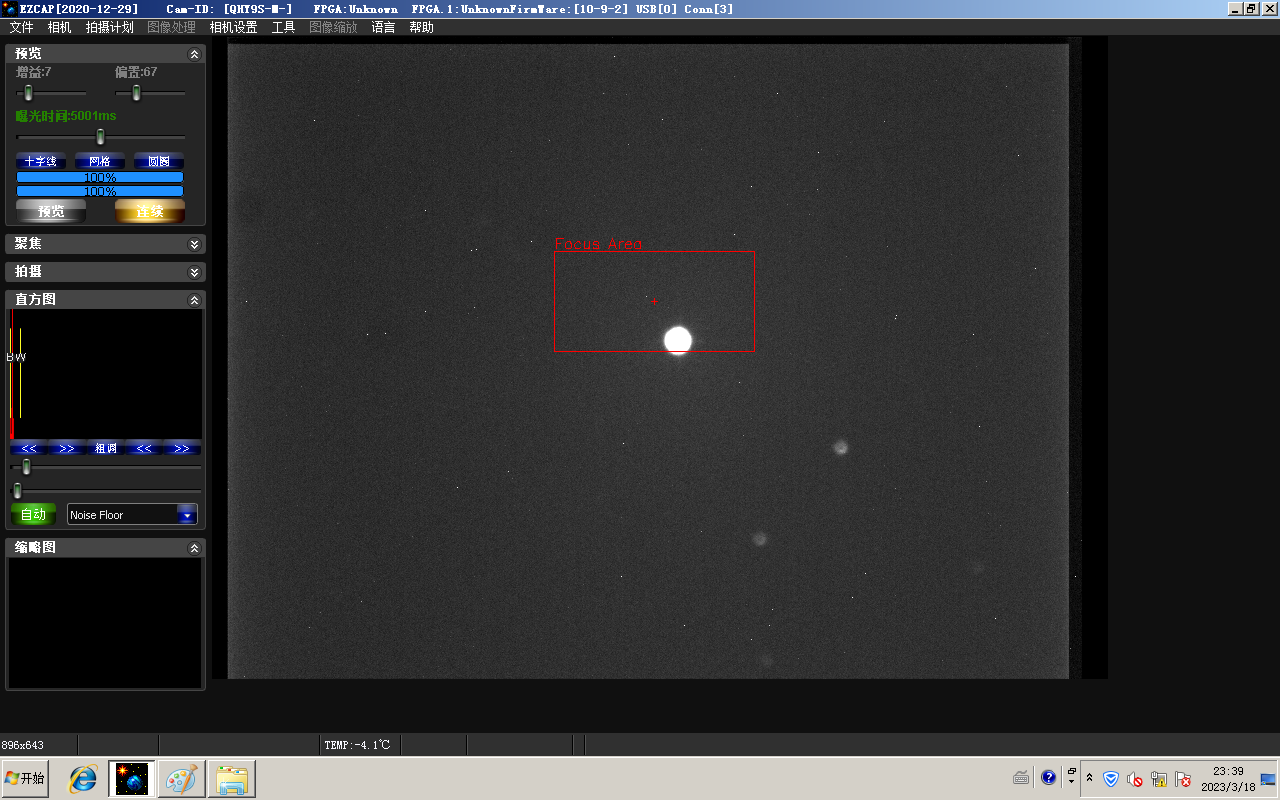 EZCAP[2020-12-29] Cam-ID: [QHY9S-M-] FPGA:Unknown FPGA.1:UnknownFirmWare:[10-9-2] USB[0] Conn[3]
文件 相机 拍摄计划 图像处理 相机设置 工具 图像缩放 语言 帮助
预览
增益:7 偏置:67
曝光时间:5001ms
十字线 网格 圆圈
100%
100%
预览 连续
聚焦
拍摄
直方图
B W
<< >> 粗调 << >>
自动 Noise Floor
缩略图
Focus Area
896x643 TEMP:-4.1℃
开始
23:39
2023/3/18